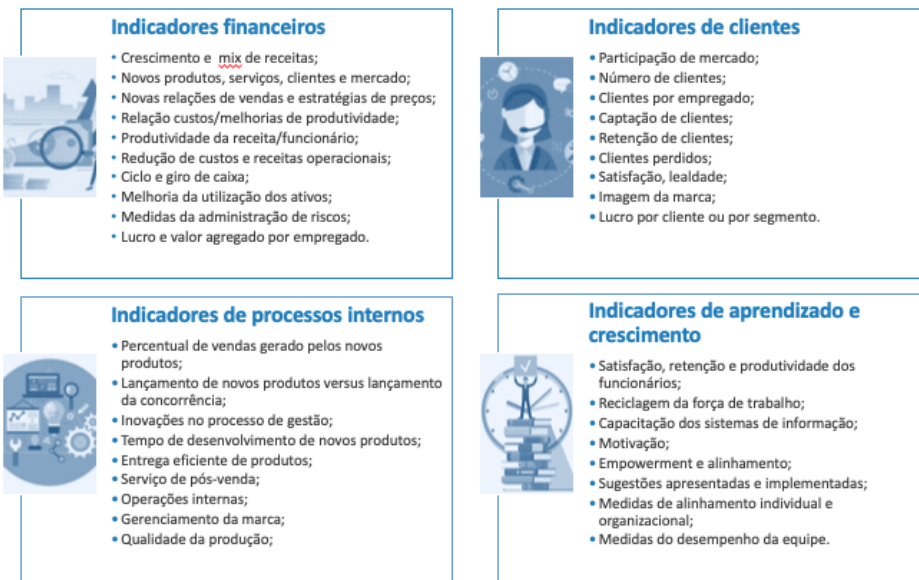 Indicadores financeiros
• Crescimento e mix de receitas;
• Novos produtos, serviços, clientes e mercado;
• Novas relações de vendas e estratégias de preços;
• Relação custos/melhorias de produtividade;
• Produtividade da receita/funcionário;
• Redução de custos e receitas operacionais;
• Ciclo e giro de caixa;
• Melhoria da utilização dos ativos;
• Medidas da administração de riscos;
• Lucro e valor agregado por empregado.
Indicadores de clientes
• Participação de mercado;
• Número de clientes;
• Clientes por empregado;
• Captação de clientes;
• Retenção de clientes;
• Clientes perdidos;
• Satisfação, lealdade;
• Imagem da marca;
• Lucro por cliente ou por segmento.
Indicadores de processos internos
• Percentual de vendas gerado pelos novos
produtos;
• Lançamento de novos produtos versus lançamento
da concorrência;
• Inovações no processo de gestão;
• Tempo de desenvolvimento de novos produtos;
• Entrega eficiente de produtos;
• Serviço de pós-venda;
• Operações internas;
• Gerenciamento da marca;
• Qualidade da produção;
Indicadores de aprendizado e
crescimento
• Satisfação, retenção e produtividade dos
funcionários;
• Reciclagem da força de trabalho;
• Capacitação dos sistemas de informação;
• Motivação;
• Empowerment e alinhamento;
• Sugestões apresentadas e implementadas;
• Medidas de alinhamento individual e
organizacional;
• Medidas do desempenho da equipe.